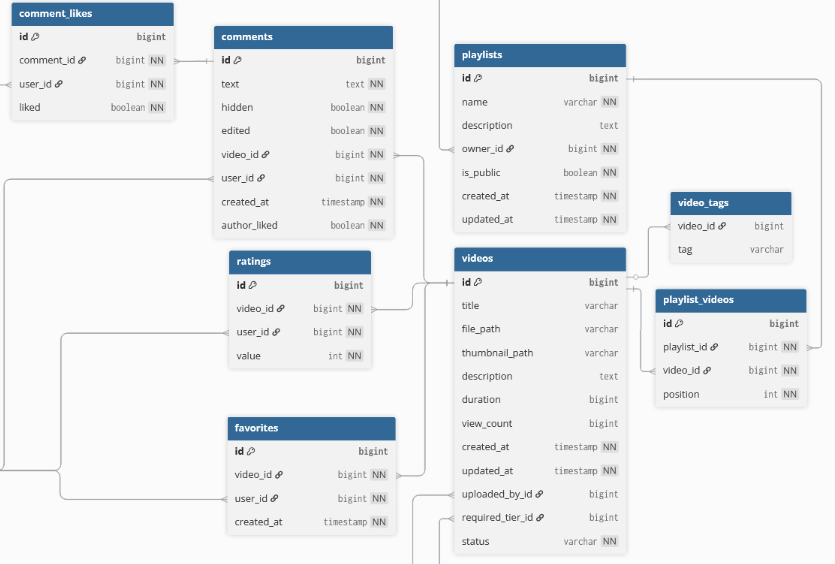 comment_likes
id bigint
comment_id bigint NN
user_id bigint NN
liked boolean NN
comments
id bigint
text text NN
hidden boolean NN
edited boolean NN
video_id bigint NN
user_id bigint NN
created_at timestamp NN
author_liked boolean NN
ratings
id bigint
video_id bigint NN
user_id bigint NN
value int NN
favorites
id bigint
video_id bigint NN
user_id bigint NN
created_at timestamp NN
playlists
id bigint
name varchar NN
description text
owner_id bigint NN
is_public boolean NN
created_at timestamp NN
updated_at timestamp NN
videos
id bigint
title varchar
file_path varchar
thumbnail_path varchar
description text
duration bigint
view_count bigint
created_at timestamp NN
updated_at timestamp NN
uploaded_by_id bigint
required_tier_id bigint
status varchar NN
video_tags
video_id bigint
tag varchar
playlist_videos
id bigint
playlist_id bigint NN
video_id bigint NN
position int NN